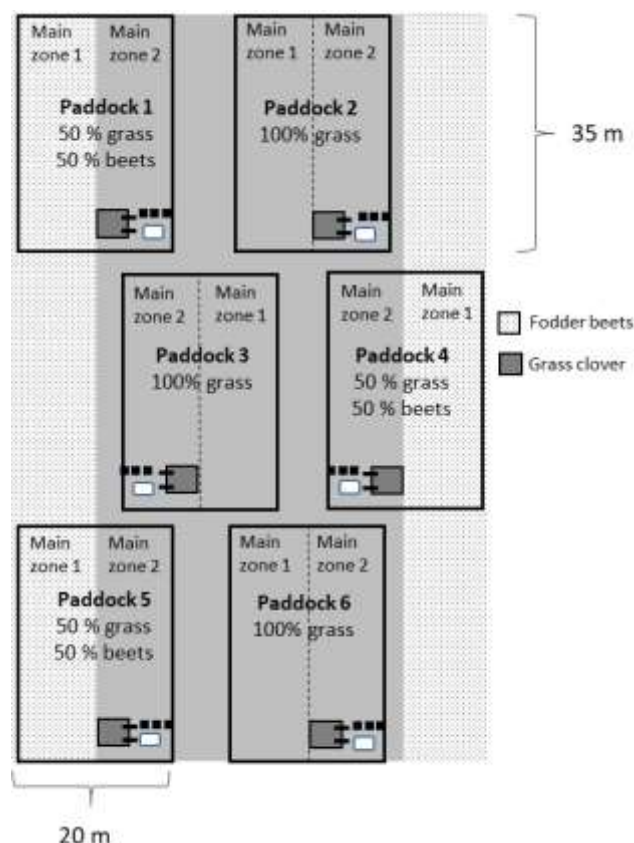 Main Main
zone 1 zone 2
Paddock 1
50 % grass
50 % beets
Main Main
zone 1 zone 2
Paddock 2
100% grass
35 m
Main Main
zone 2 zone 1
Paddock 3
100% grass
Main Main
zone 2 zone 1
Paddock 4
50 % grass
50 % beets
Fodder beets
Grass clover
Main Main
zone 1 zone 2
Paddock 5
50 % grass
50 % beets
Main Main
zone 1 zone 2
Paddock 6
100% grass
20 m